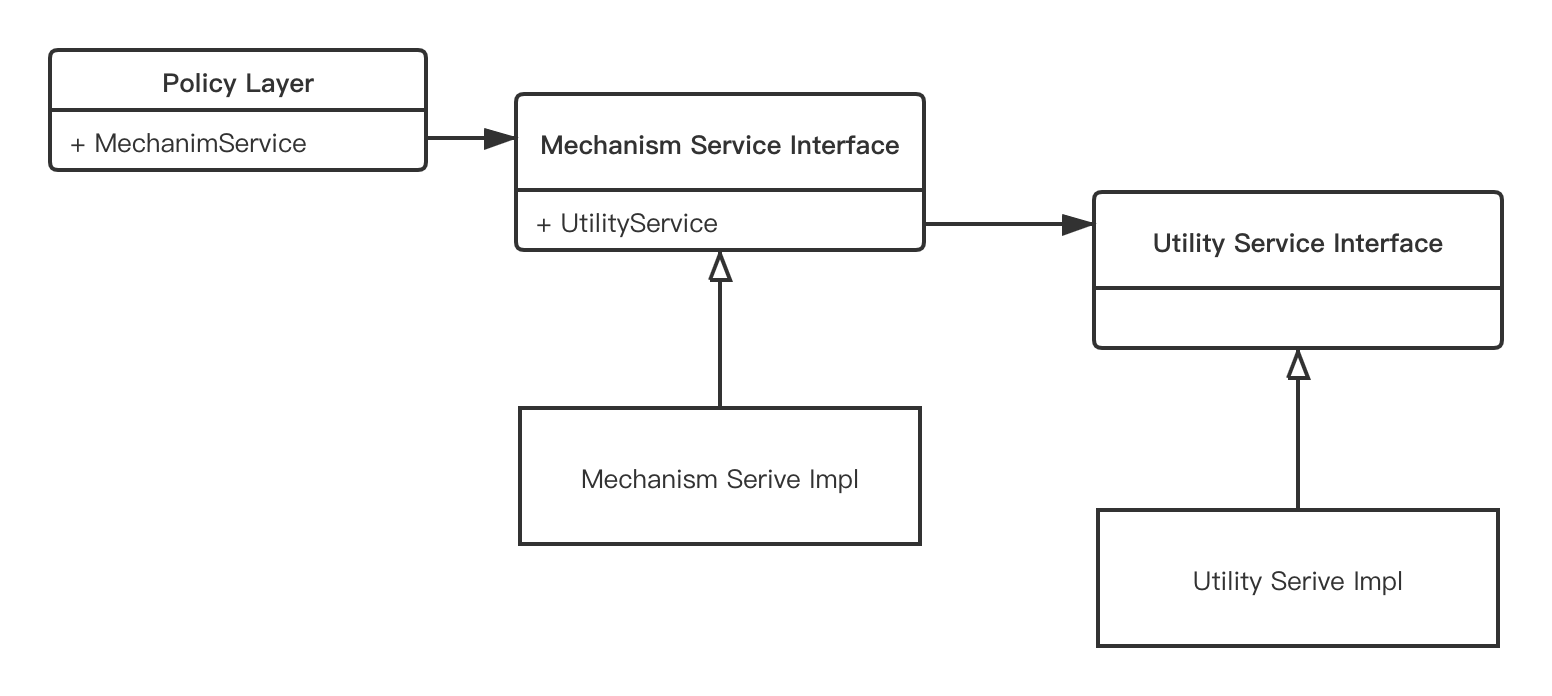 Policy Layer
+ MechanimService
Mechanism Service Interface
+ UtilityService
Utility Service Interface
Mechanism Serive Impl
Utility Serive Impl